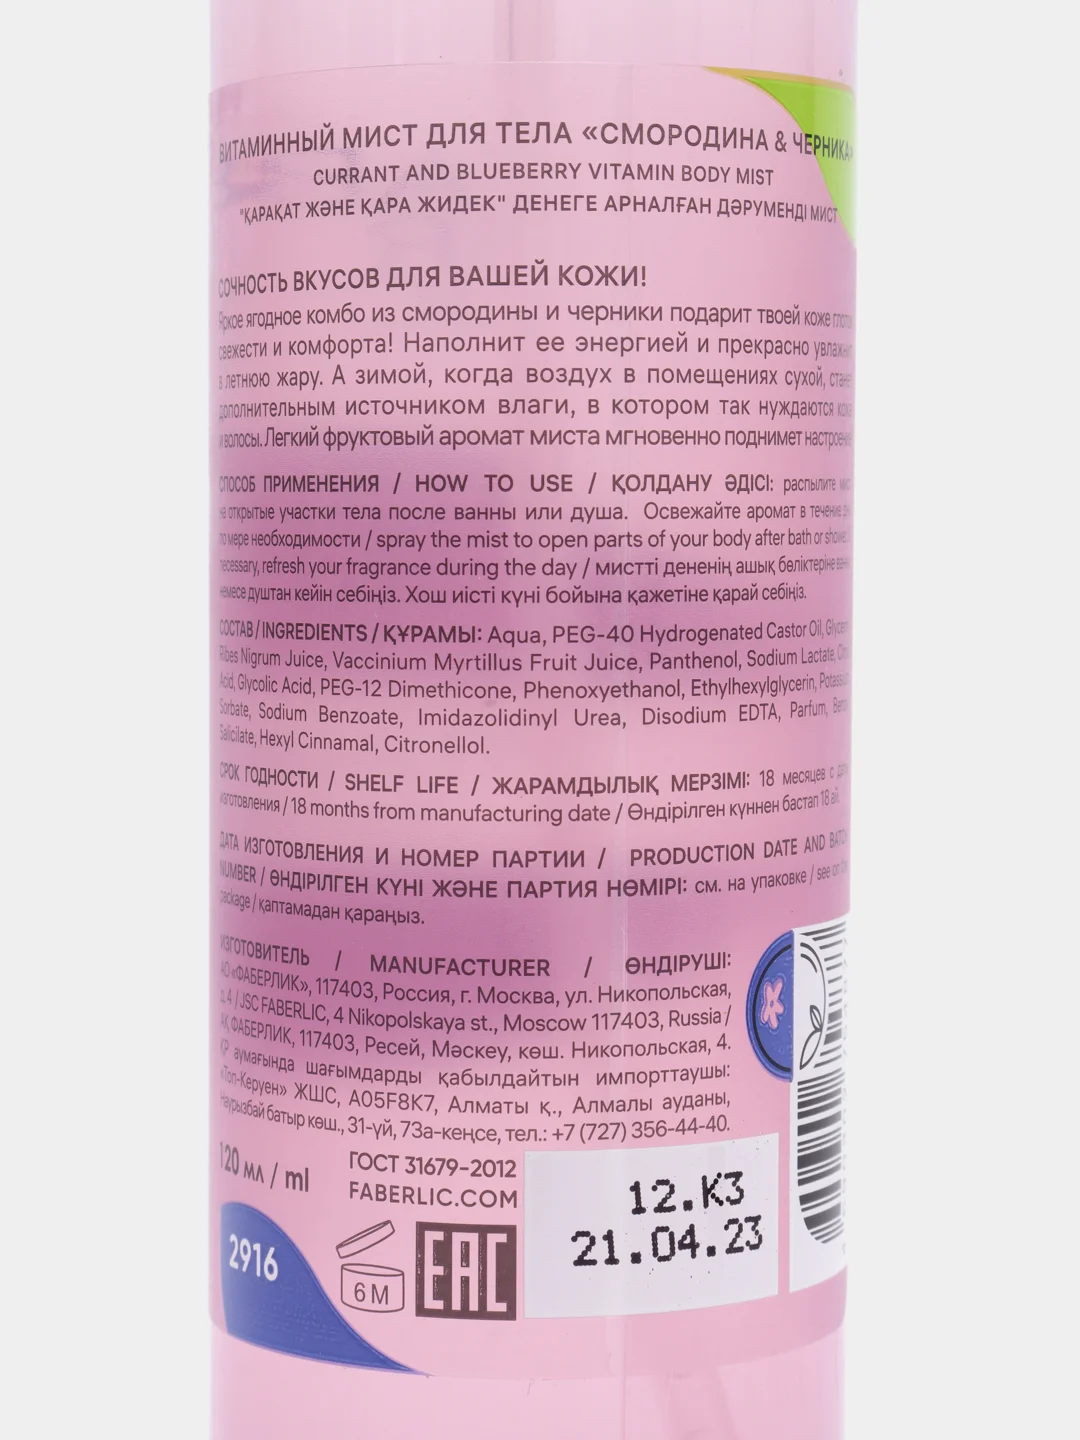 ВИТАМИННЫЙ МИСТ ДЛЯ ТЕЛА «СМОРОДИНА & ЧЕРНИКА»
CURRANT AND BLUEBERRY VITAMIN BODY MIST
"ҚАРАҚАТ ЖӘНЕ ҚАРА ЖИДЕК" ДЕНЕГЕ АРНАЛҒАН ДӘРУМЕНДІ МИСТ
СОЧНОСТЬ ВКУСОВ ДЛЯ ВАШЕЙ КОЖИ!
Яркое ягодное комбо из смородины и черники подарит твоей коже
свежести и комфорта! Наполнит ее энергией и прекрасно
в летнюю жару. А зимой, когда воздух в помещениях сухой,
дополнительным источником влаги, в котором так нуждаются кожа
и волосы. Легкий фруктовый аромат миста мгновенно поднимет
СПОСОБ ПРИМЕНЕНИЯ / HOW TO USE / ҚОЛДАНУ ӘДІСІ: распылите
на открытые участки тела после ванны или душа. Освежайте аромат в течение
по мере необходимости / spray the mist to open parts of your body after bath or
necessary, refresh your fragrance during the day / мистті дененің ашық бөліктеріне
немесе душтан кейін себіңіз. Хош иісті күні бойына қажетіне қарай себіңіз.
СОСТАВ / INGREDIENTS / ҚҰРАМЫ: Aqua, PEG-40 Hydrogenated Castor Oil,
Ribes Nigrum Juice, Vaccinium Myrtillus Fruit Juice, Panthenol, Sodium Lactate,
Acid, Glycolic Acid, PEG-12 Dimethicone, Phenoxyethanol, Ethylhexylglycerin,
Sorbate, Sodium Benzoate, Imidazolidinyl Urea, Disodium EDTA, Parfum,
Salicilate, Hexyl Cinnamal, Citronellol.
СРОК ГОДНОСТИ / SHELF LIFE / ЖАРАМДЫЛЫҚ МЕРЗІМІ: 18 месяцев с
изготовления / 18 months from manufacturing date / Өндірілген күннен бастап 18 ай.
ДАТА ИЗГОТОВЛЕНИЯ И НОМЕР ПАРТИИ / PRODUCTION DATE AND BATCH
NUMBER / ӨНДІРІЛГЕН КҮНІ ЖӘНЕ ПАРТИЯ НӨМІРІ: см. на упаковке / see on
package / қаптамадан қараңыз.
ИЗГОТОВИТЕЛЬ / MANUFACTURER / ӨНДІРУШІ:
АО «ФАБЕРЛИК», 117403, Россия, г. Москва, ул. Никопольская,
д. 4 / JSC FABERLIC, 4 Nikopolskaya st., Moscow 117403, Russia /
АҚ ФАБЕРЛИК, 117403, Ресей, Мәскеу, көш. Никопольская, 4.
ҚР аумағында шағымдарды қабылдайтын импорттаушы:
«Топ-Керуен» ЖШС, A05F8K7, Алматы қ., Алмалы ауданы,
Наурызбай батыр көш., 31-үй, 73а-кеңсе, тел.: +7 (727) 356-44-40.
120 мл / ml
ГОСТ 31679-2012
FABERLIC.COM
12.K3
21.04.23
2916
6 M
EAC